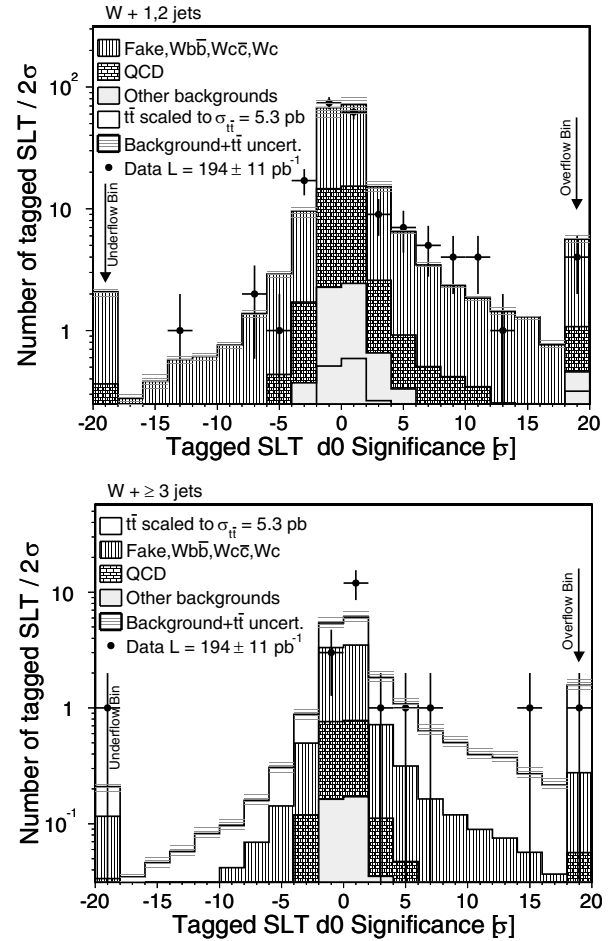 W + 1,2 jets
Fake,Wbb̄,Wcc̄,Wc
QCD
Other backgrounds
tt̄ scaled to σtt̄ = 5.3 pb
Background+tt̄ uncert.
Data L = 194 ± 11 pb⁻¹
Underflow Bin
Overflow Bin
Number of tagged SLT / 2σ
10²
10
1
-20 -15 -10 -5 0 5 10 15 20
Tagged SLT d0 Significance [σ]
W + ≥ 3 jets
tt̄ scaled to σtt̄ = 5.3 pb
Fake,Wbb̄,Wcc̄,Wc
QCD
Other backgrounds
Background+tt̄ uncert.
Data L = 194 ± 11 pb⁻¹
Underflow Bin
Overflow Bin
Number of tagged SLT / 2σ
10
1
10⁻¹
-20 -15 -10 -5 0 5 10 15 20
Tagged SLT d0 Significance [σ]